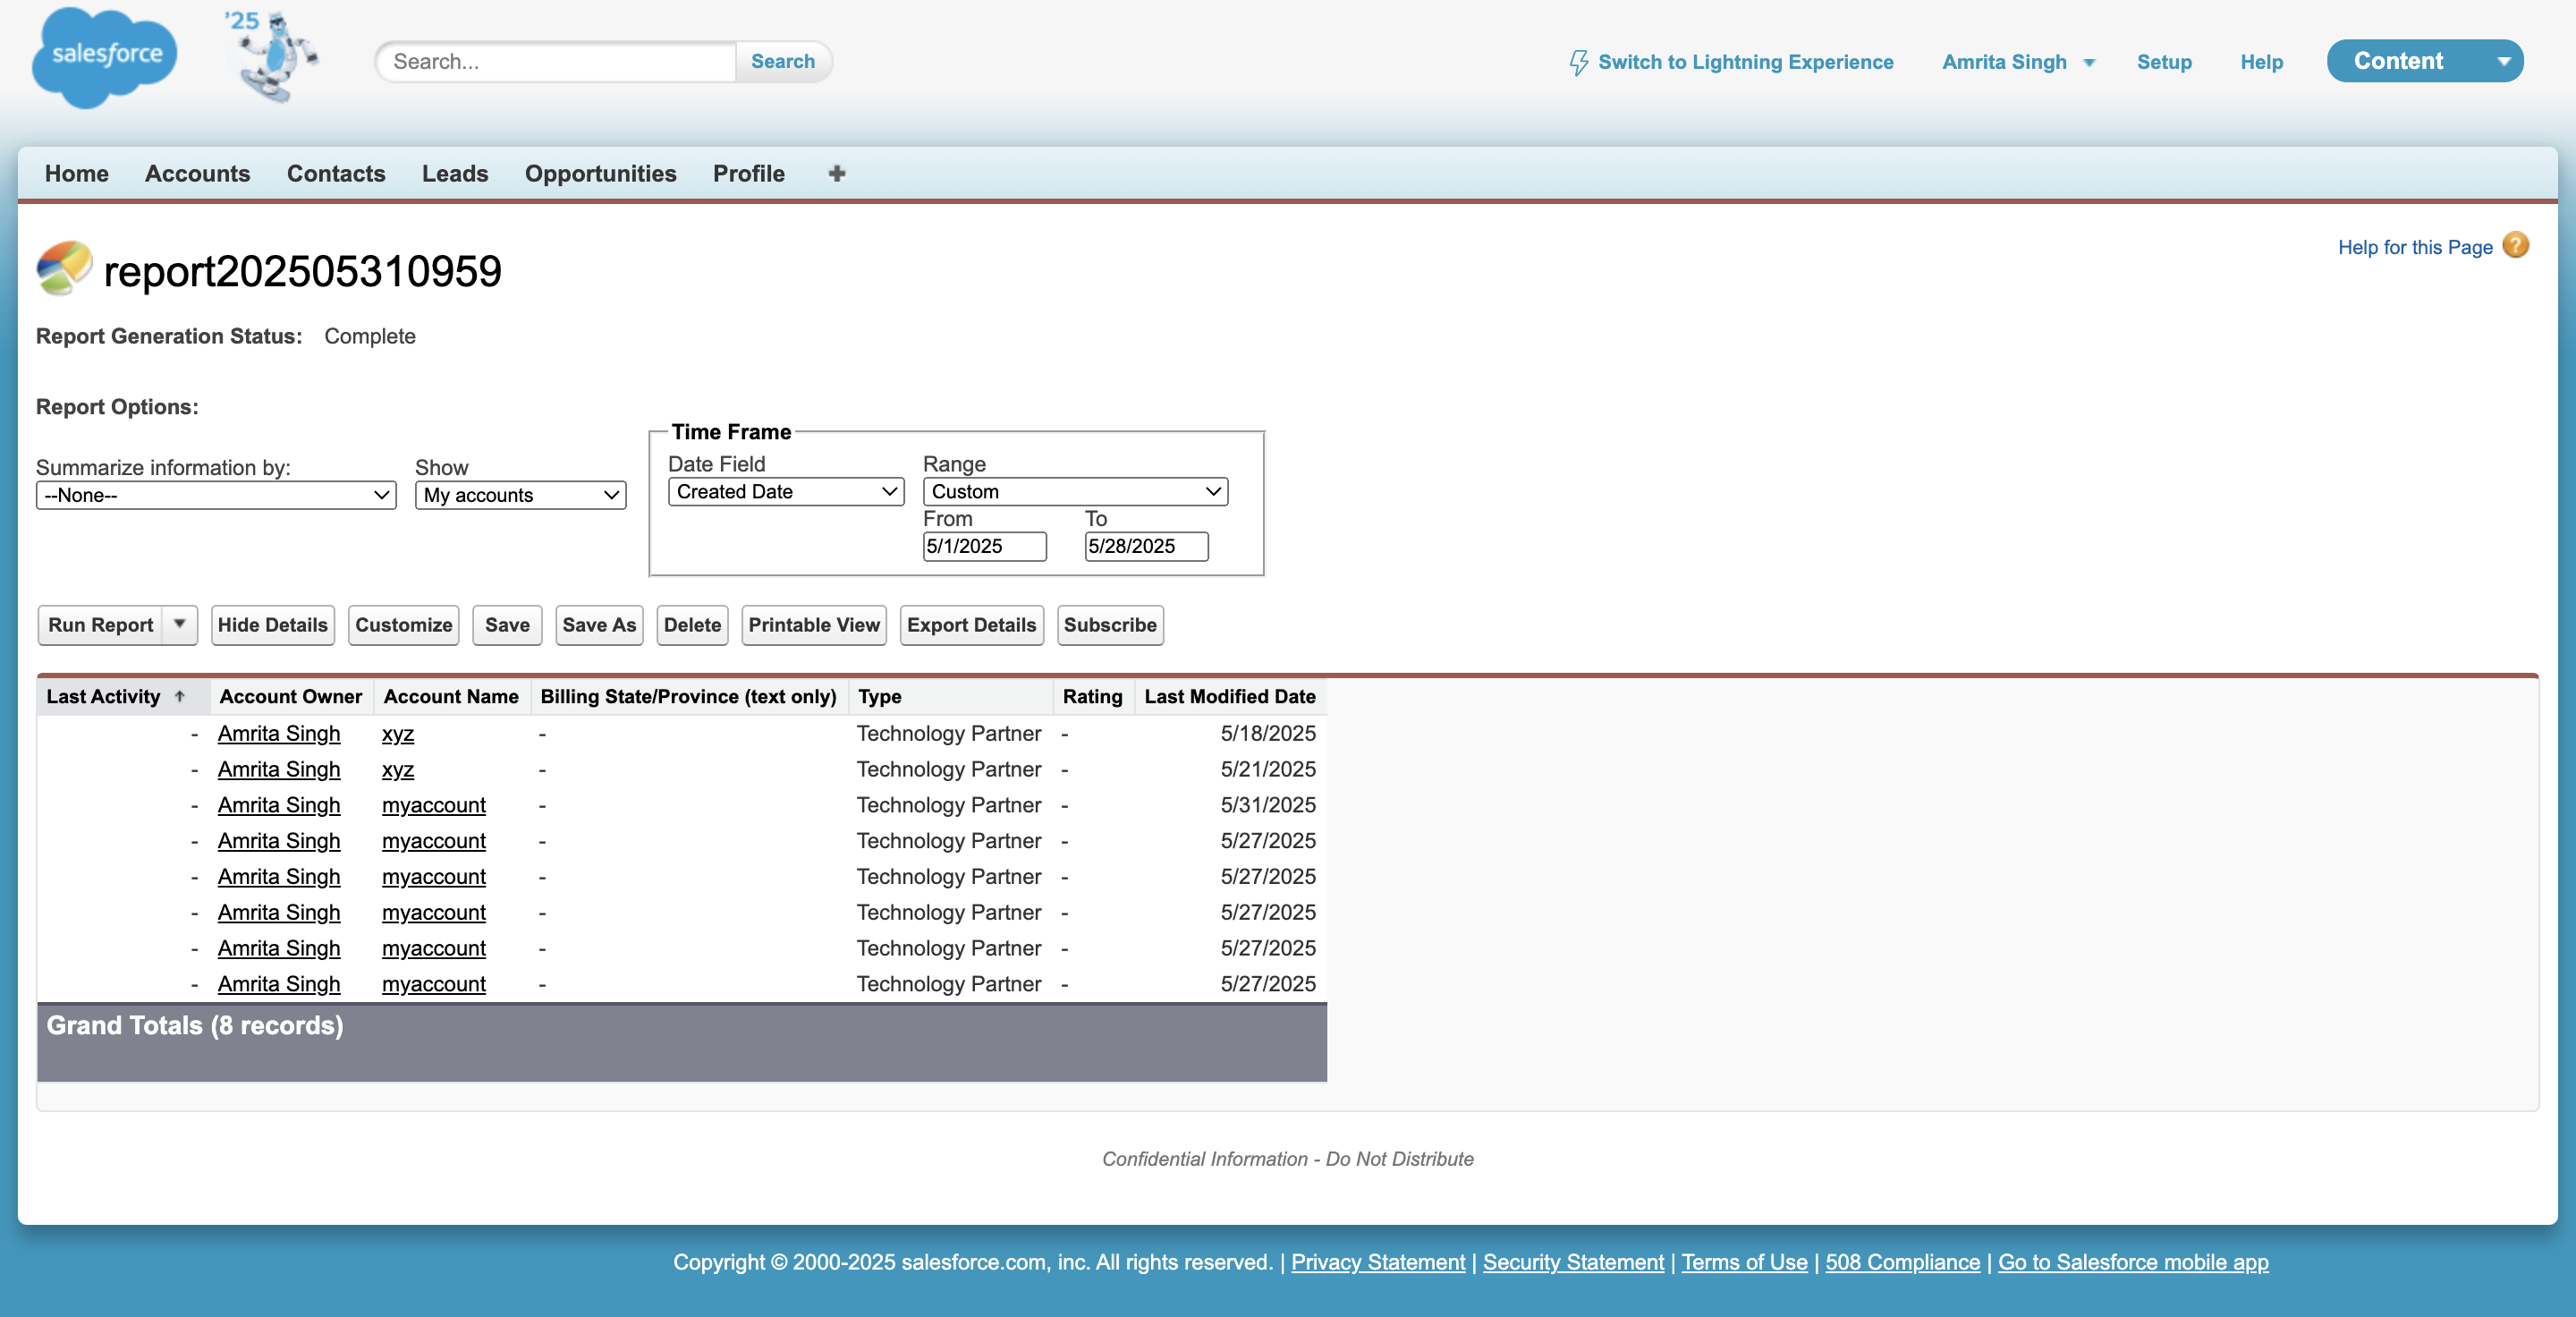 salesforce
'25
Search...
Search
Switch to Lightning Experience
Amrita Singh
Setup
Help
Content
Home
Accounts
Contacts
Leads
Opportunities
Profile
+
report202505310959
Help for this Page ?
Report Generation Status: Complete
Report Options:
Summarize information by:
--None--
Show
My accounts
Time Frame
Date Field
Created Date
Range
Custom
From
5/1/2025
To
5/28/2025
Run Report
Hide Details
Customize
Save
Save As
Delete
Printable View
Export Details
Subscribe
Last Activity ↑ Account Owner Account Name Billing State/Province (text only) Type Rating Last Modified Date
- Amrita Singh xyz - Technology Partner - 5/18/2025
- Amrita Singh xyz - Technology Partner - 5/21/2025
- Amrita Singh myaccount - Technology Partner - 5/31/2025
- Amrita Singh myaccount - Technology Partner - 5/27/2025
- Amrita Singh myaccount - Technology Partner - 5/27/2025
- Amrita Singh myaccount - Technology Partner - 5/27/2025
- Amrita Singh myaccount - Technology Partner - 5/27/2025
- Amrita Singh myaccount - Technology Partner - 5/27/2025
Grand Totals (8 records)
Confidential Information - Do Not Distribute
Copyright © 2000-2025 salesforce.com, inc. All rights reserved. | Privacy Statement | Security Statement | Terms of Use | 508 Compliance | Go to Salesforce mobile app